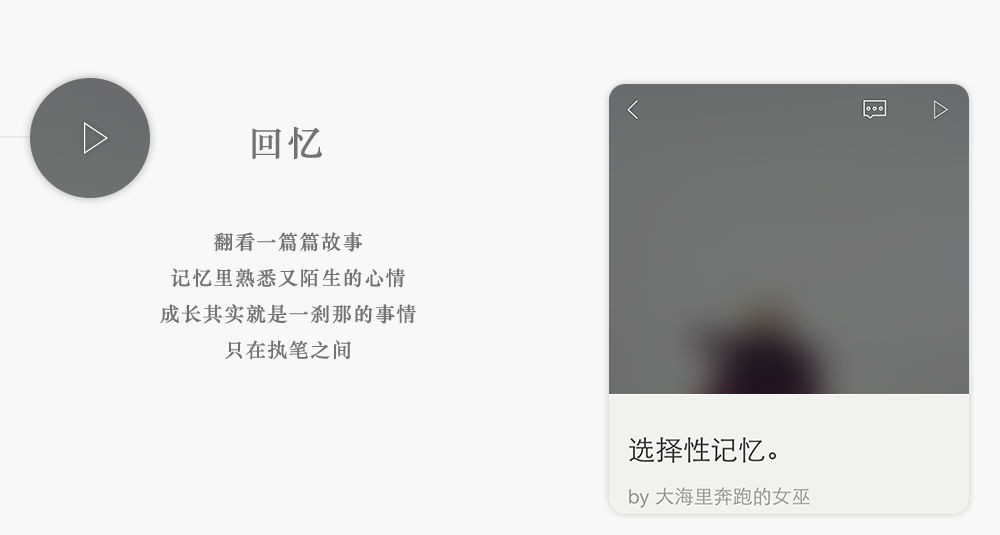 回忆
翻看一篇篇故事
记忆里熟悉又陌生的心情
成长其实就是一刹那的事情
只在执笔之间
选择性记忆。
by 大海里奔跑的女巫